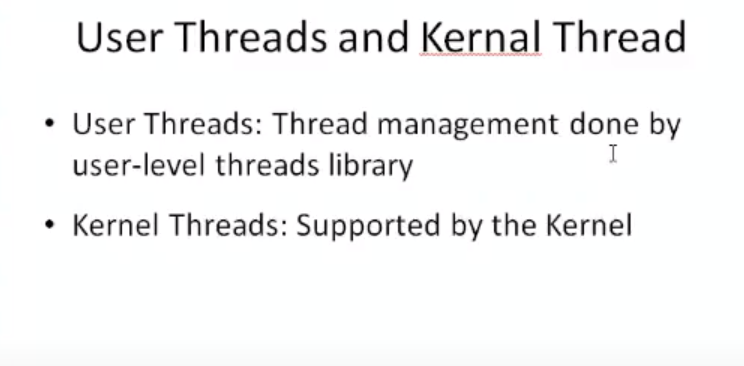 User Threads and Kernal Thread
• User Threads: Thread management done by
user-level threads library
• Kernel Threads: Supported by the Kernel